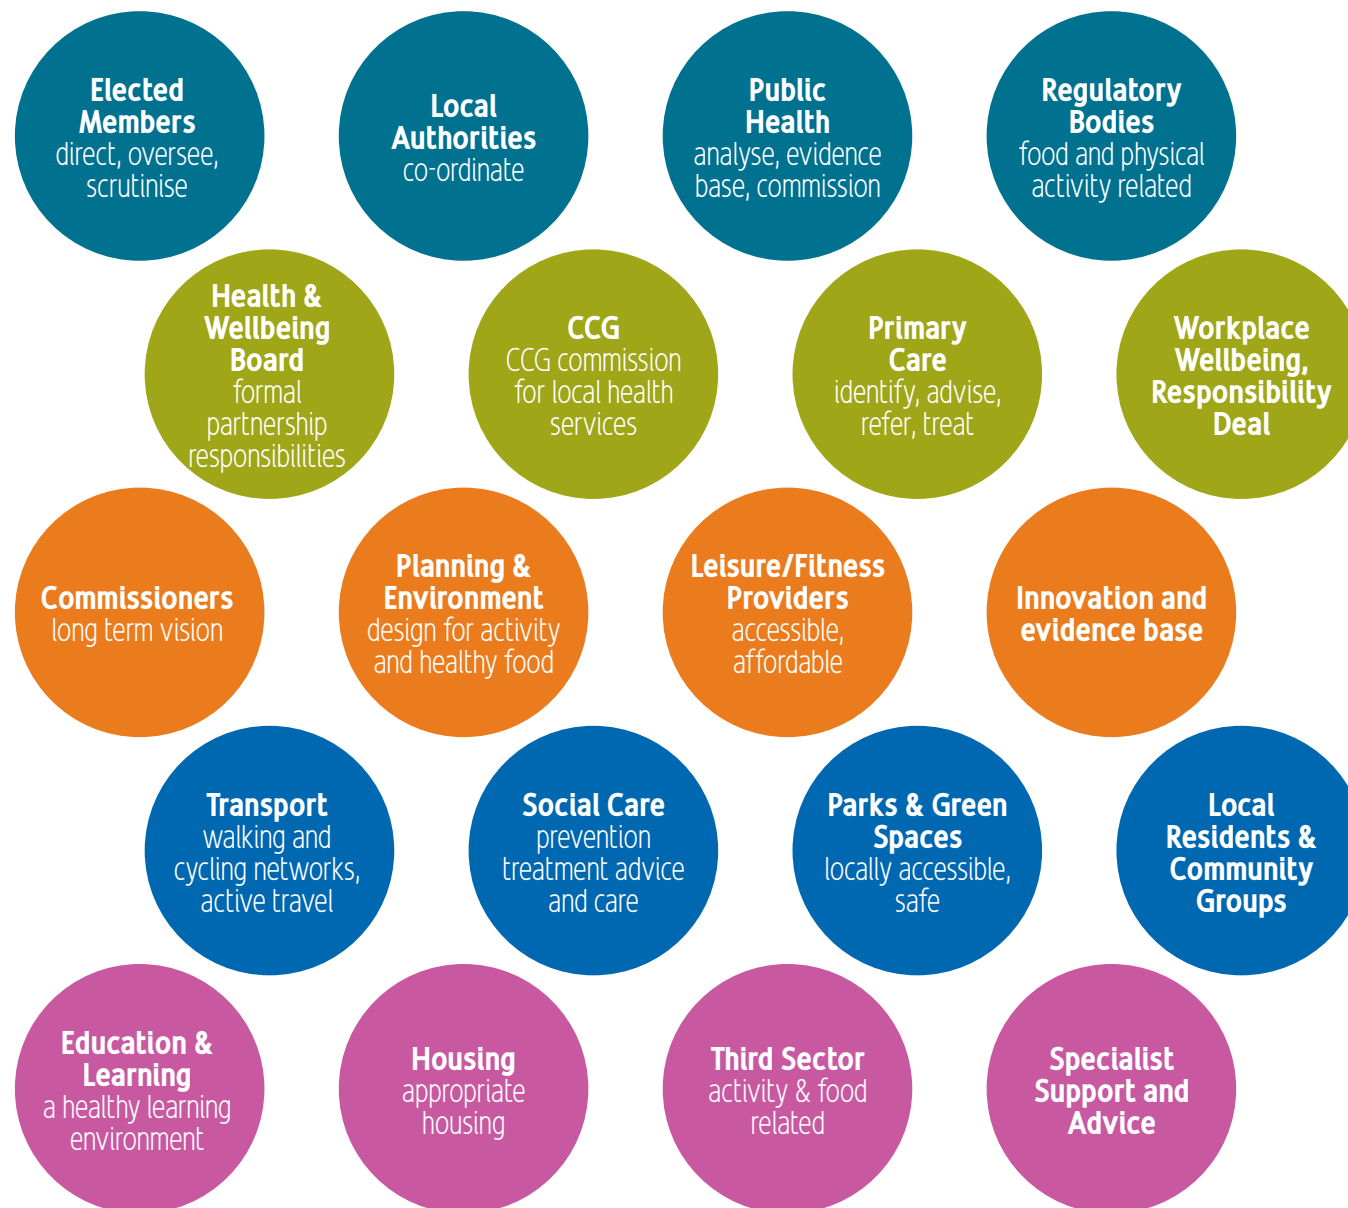 Elected
Members
direct, oversee,
scrutinise
Local
Authorities
co-ordinate
Public
Health
analyse, evidence
base, commission
Regulatory
Bodies
food and physical
activity related
Health &
Wellbeing
Board
formal
partnership
responsibilities
CCG
CCG commission
for local health
services
Primary
Care
identify, advise,
refer, treat
Workplace
Wellbeing,
Responsibility
Deal
Commissioners
long term vision
Planning &
Environment
design for activity
and healthy food
Leisure/Fitness
Providers
accessible,
affordable
Innovation and
evidence base
Transport
walking and
cycling networks,
active travel
Social Care
prevention
treatment advice
and care
Parks & Green
Spaces
locally accessible,
safe
Local
Residents &
Community
Groups
Education &
Learning
a healthy learning
environment
Housing
appropriate
housing
Third Sector
activity & food
related
Specialist
Support and
Advice